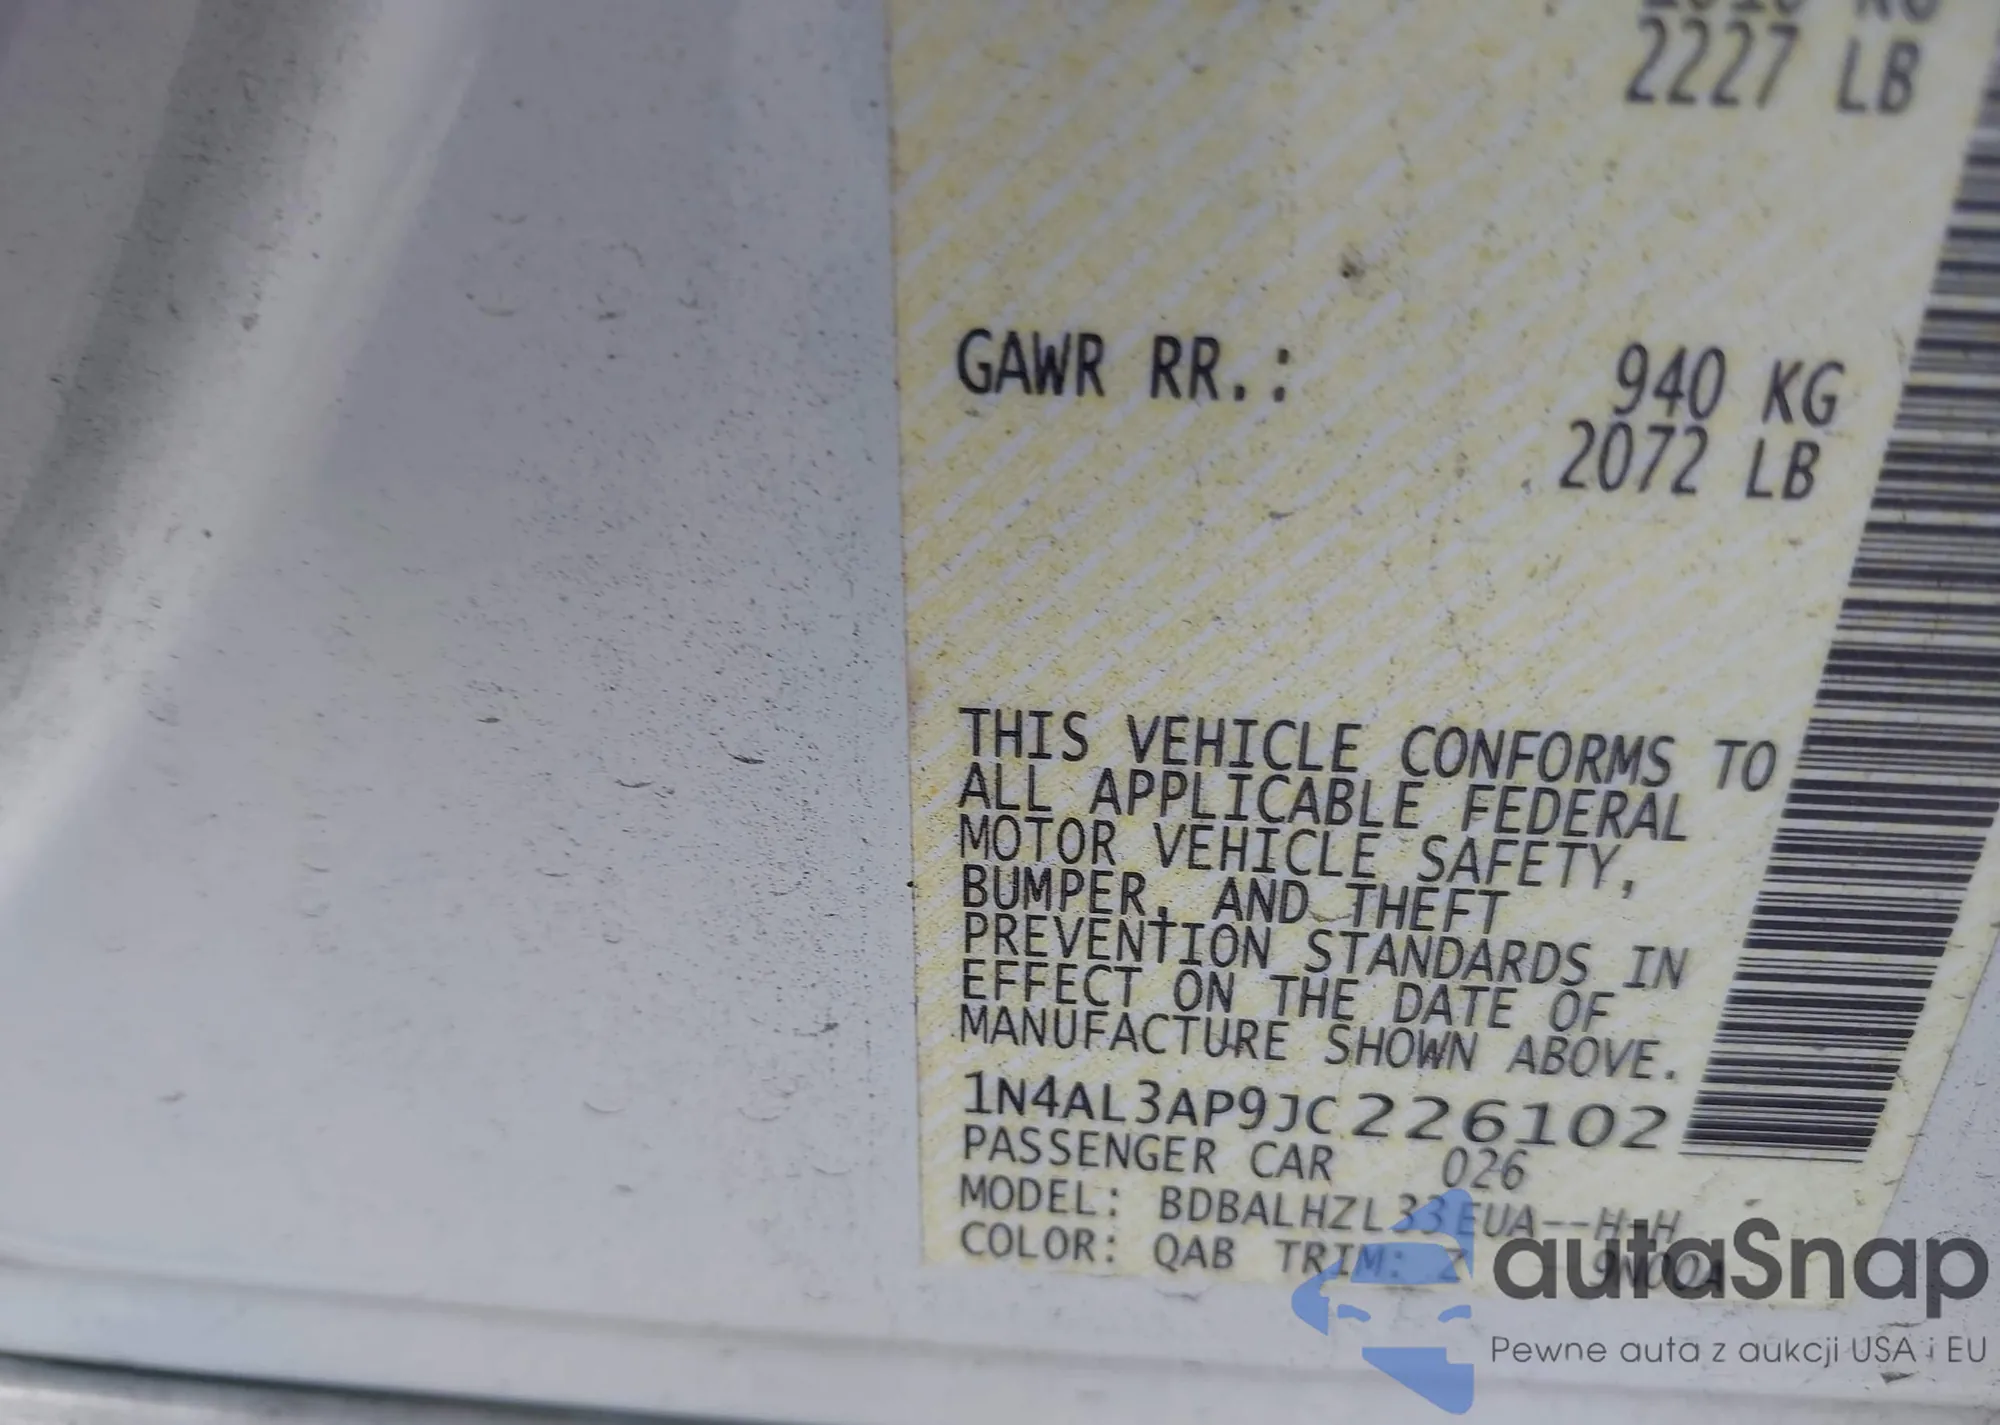 2227 LB
GAWR RR.: 940 KG
2072 LB
THIS VEHICLE CONFORMS TO
ALL APPLICABLE FEDERAL
MOTOR VEHICLE SAFETY,
BUMPER, AND THEFT
PREVENTION STANDARDS IN
EFFECT ON THE DATE OF
MANUFACTURE SHOWN ABOVE.
1N4AL3AP9JC226102
PASSENGER CAR 026
MODEL: BDBALHZL33EUA--H-H
COLOR: QAB TRIM: Z
autaSnap
Pewne auta z aukcji USA i EU